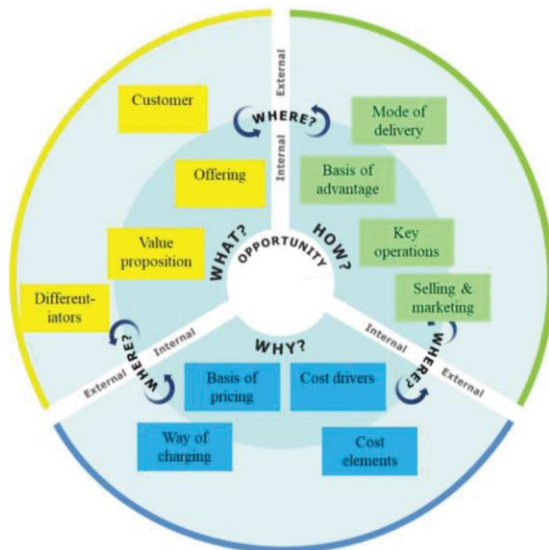 External
Customer
WHERE?
Mode of
delivery
Internal
Offering
Basis of
advantage
WHAT?
OPPORTUNITY
HOW?
Value
proposition
Key
operations
Different-
iators
Selling &
marketing
External
WHERE?
Internal
WHY?
Internal
WHERE?
External
Basis of
pricing
Cost drivers
Way of
charging
Cost
elements